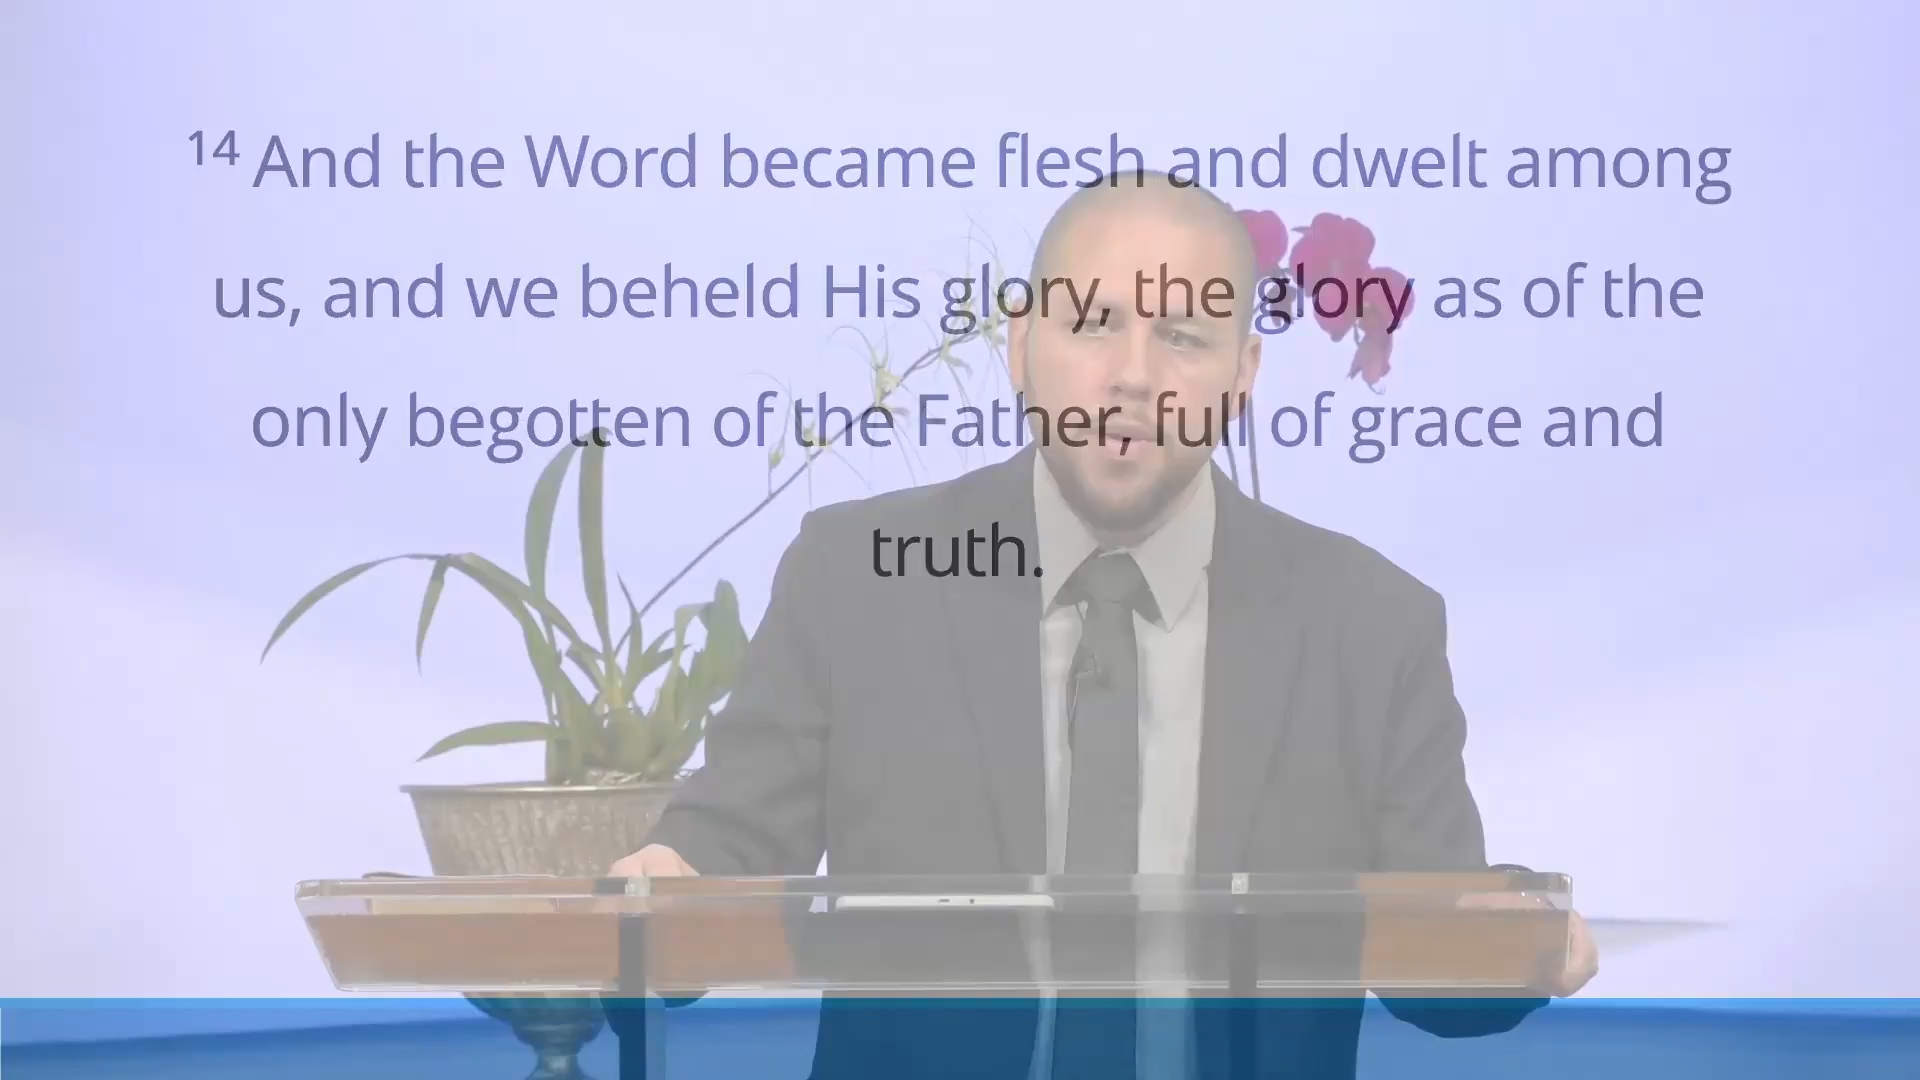 14 And the Word became flesh and dwelt among
us, and we beheld His glory, the glory as of the
only begotten of the Father, full of grace and
truth.